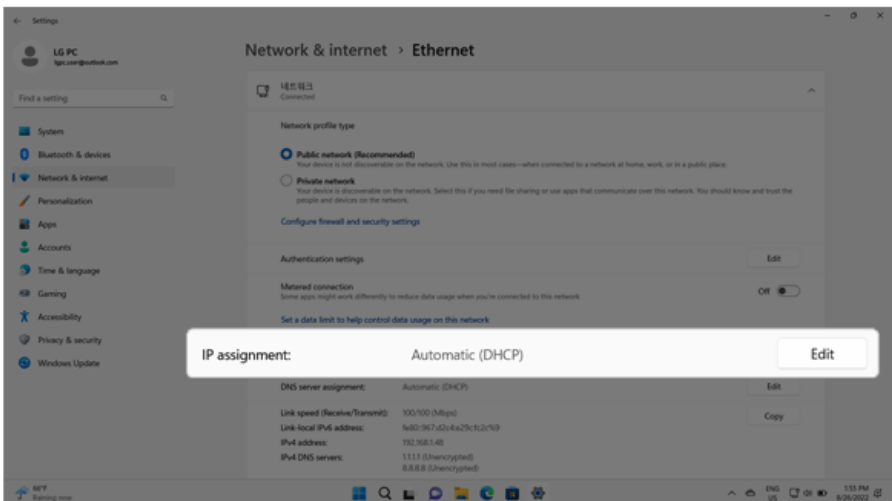 Settings
LG PC
lgpc.user@outlook.com
Find a setting
System
Bluetooth & devices
Network & internet
Personalization
Apps
Accounts
Time & language
Gaming
Accessibility
Privacy & security
Windows Update
Network & internet > Ethernet
네트워크
Connected
Network profile type
Public network (Recommended)
Your device is not discoverable on the network. Use this in most cases—when connected to a network at home, work, or in a public place.
Private network
Your device is discoverable on the network. Select this if you need file sharing or use apps that communicate over this network. You should know and trust the
people and devices on the network.
Configure firewall and security settings
Authentication settings Edit
Metered connection Off
Some apps might work differently to reduce data usage when you're connected to this network
Set a data limit to help control data usage on this network
IP assignment: Automatic (DHCP) Edit
DNS server assignment: Automatic (DHCP) Edit
Link speed (Receive/Transmit): 100/100 (Mbps) Copy
Link-local IPv6 address:
IPv4 address: 192.168.1.48
IPv4 DNS servers: 1.1.1.1 (Unencrypted)
8.8.8.8 (Unencrypted)
66°F
Raining now
ENG
US
1:55 PM
8/26/2022